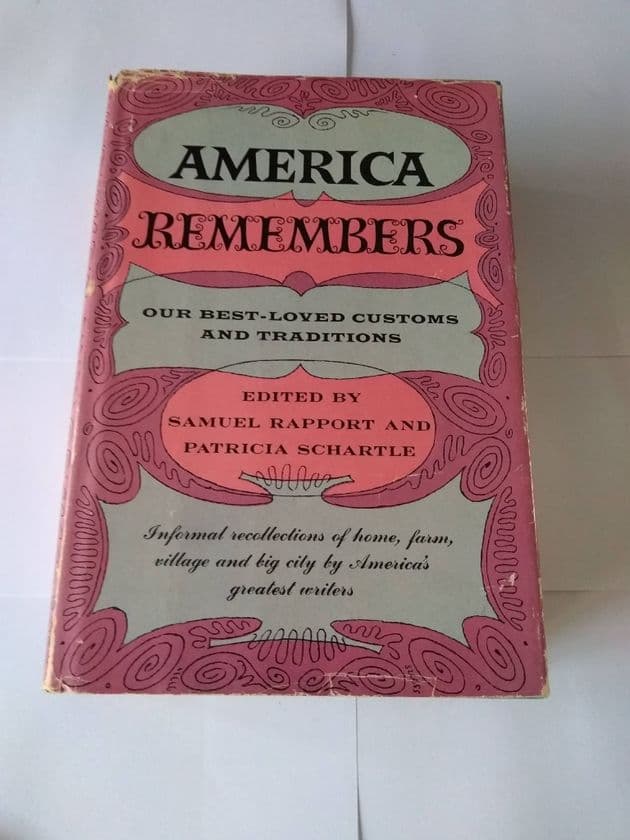 AMERICA
REMEMBERS
OUR BEST-LOVED CUSTOMS
AND TRADITIONS
EDITED BY
SAMUEL RAPPORT AND
PATRICIA SCHARTLE
Informal recollections of home, farm,
village and big city by America's
greatest writers